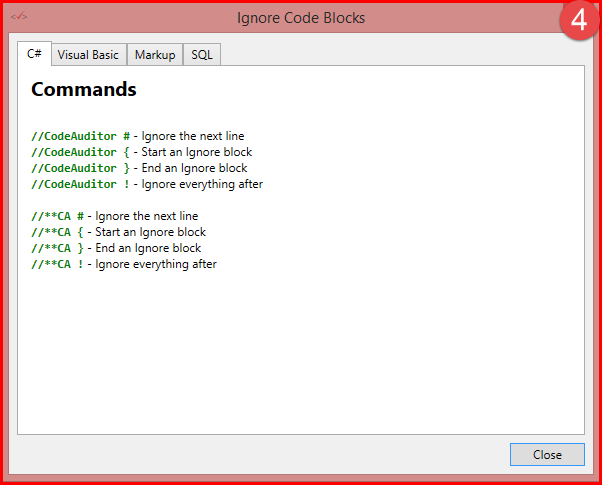 Ignore Code Blocks
4
C# Visual Basic Markup SQL
Commands
//CodeAuditor # - Ignore the next line
//CodeAuditor { - Start an Ignore block
//CodeAuditor } - End an Ignore block
//CodeAuditor ! - Ignore everything after
//**CA # - Ignore the next line
//**CA { - Start an Ignore block
//**CA } - End an Ignore block
//**CA ! - Ignore everything after
Close